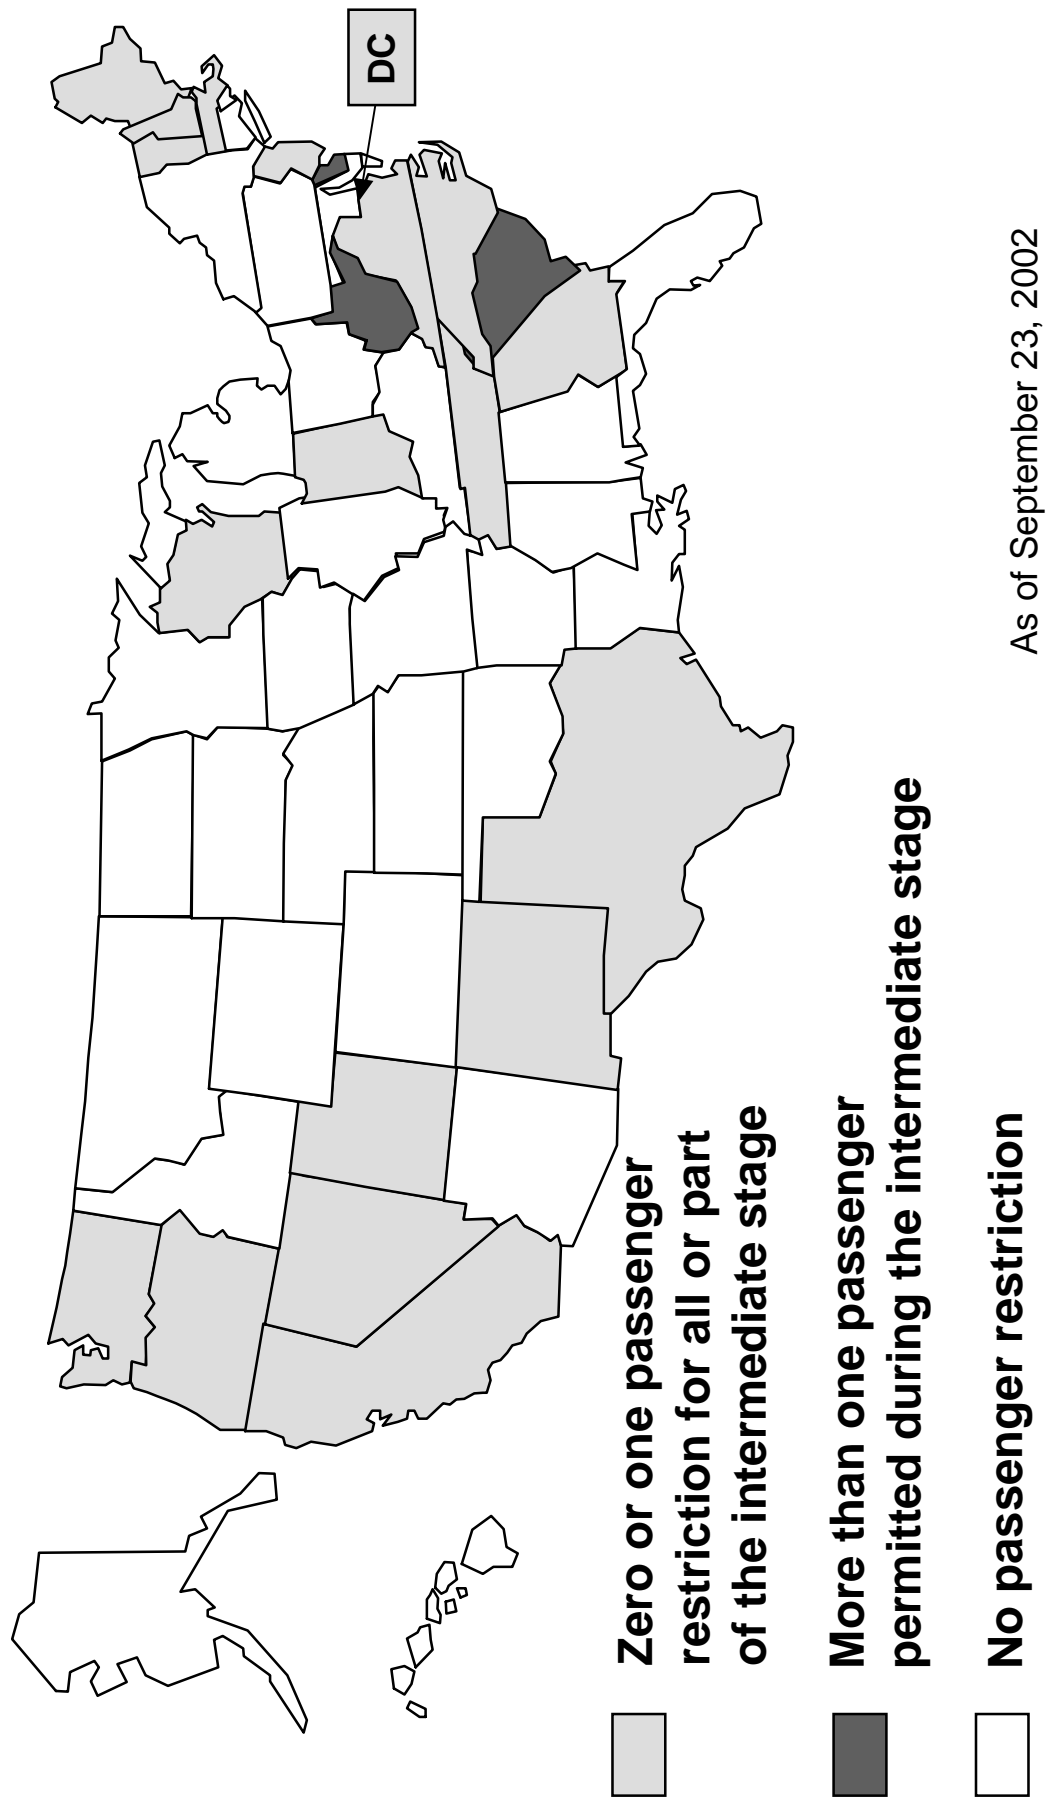 DC
Zero or one passenger
restriction for all or part
of the intermediate stage
More than one passenger
permitted during the intermediate stage
No passenger restriction
As of September 23, 2002